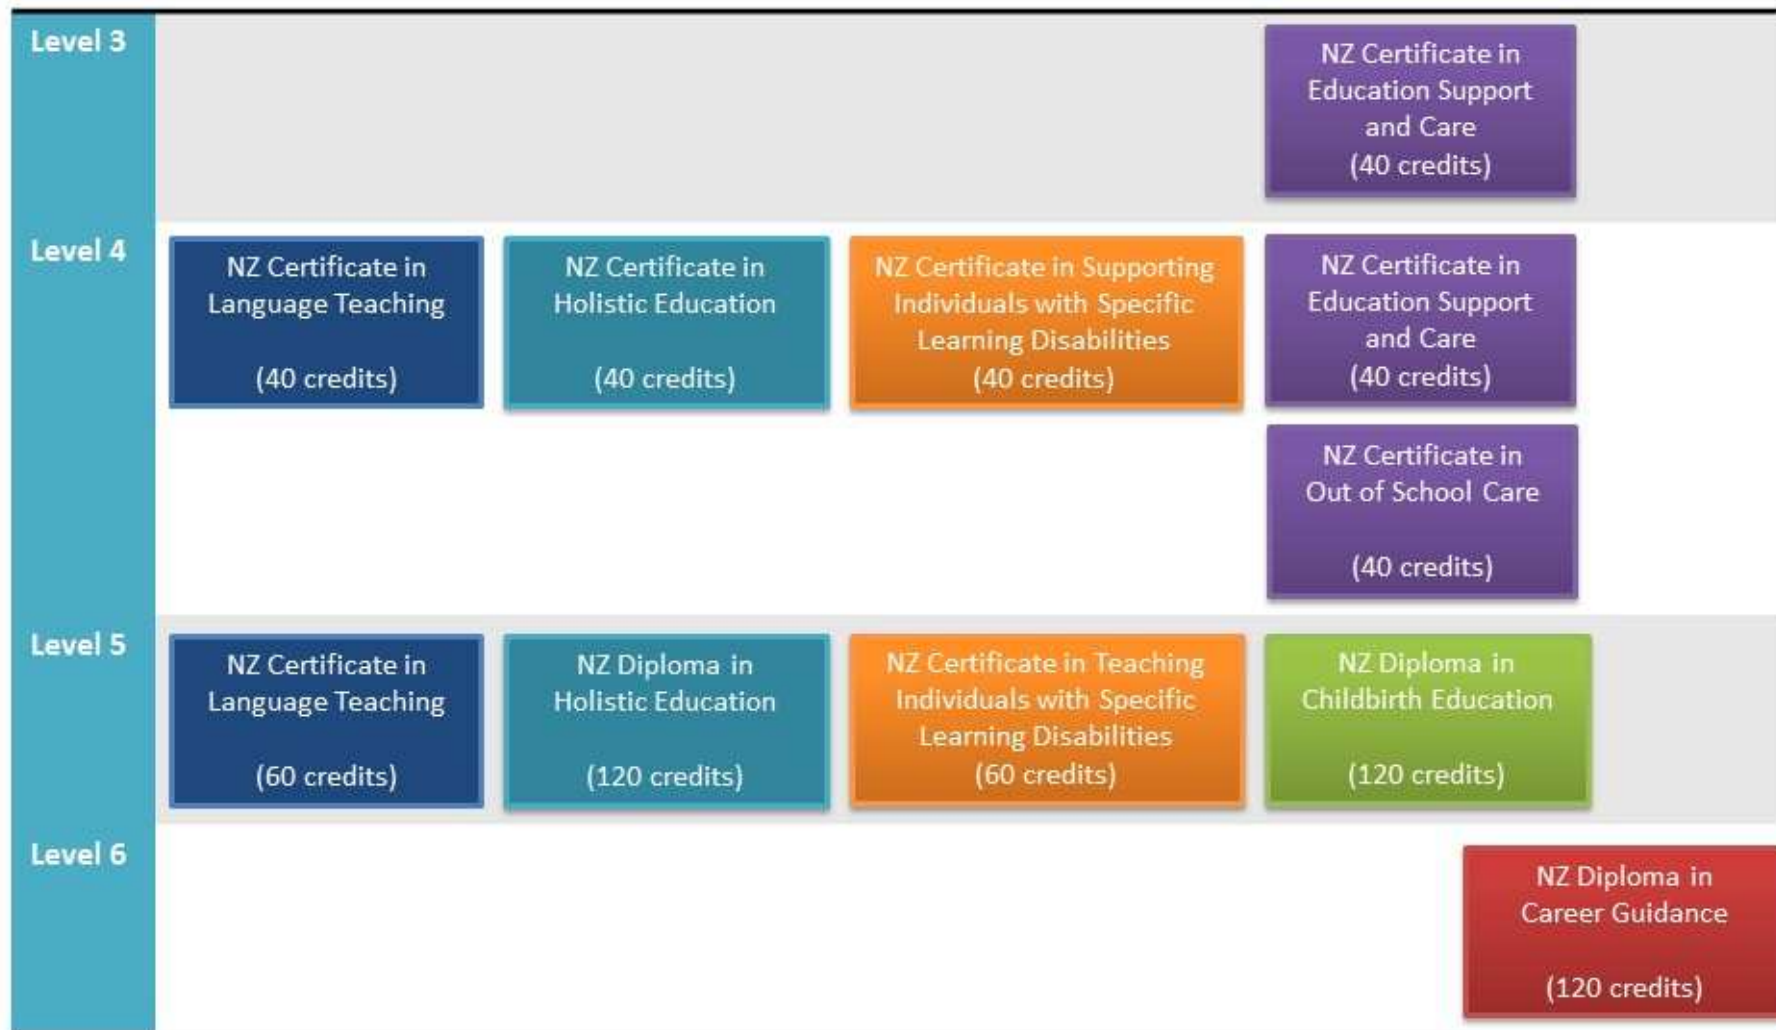 Level 3
NZ Certificate in
Education Support
and Care
(40 credits)
Level 4
NZ Certificate in
Language Teaching
(40 credits)
NZ Certificate in
Holistic Education
(40 credits)
NZ Certificate in Supporting
Individuals with Specific
Learning Disabilities
(40 credits)
NZ Certificate in
Education Support
and Care
(40 credits)
NZ Certificate in
Out of School Care
(40 credits)
Level 5
NZ Certificate in
Language Teaching
(60 credits)
NZ Diploma in
Holistic Education
(120 credits)
NZ Certificate in Teaching
Individuals with Specific
Learning Disabilities
(60 credits)
NZ Diploma in
Childbirth Education
(120 credits)
Level 6
NZ Diploma in
Career Guidance
(120 credits)